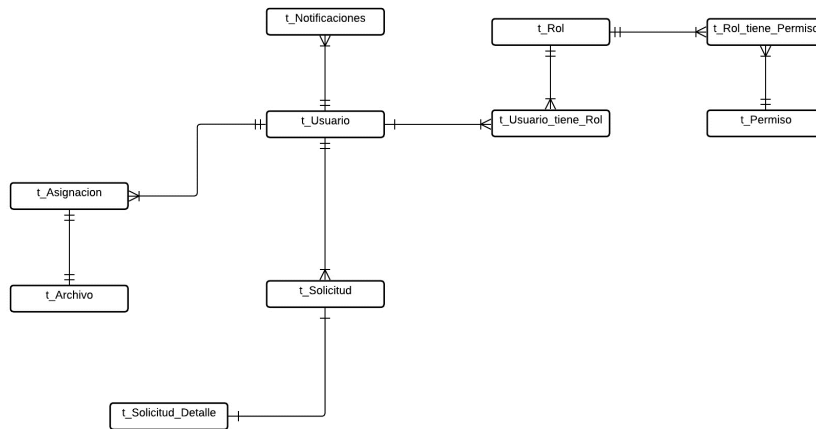 t_Notificaciones
t_Rol
t_Rol_tiene_Permiso
t_Usuario
t_Usuario_tiene_Rol
t_Permiso
t_Asignacion
t_Archivo
t_Solicitud
t_Solicitud_Detalle